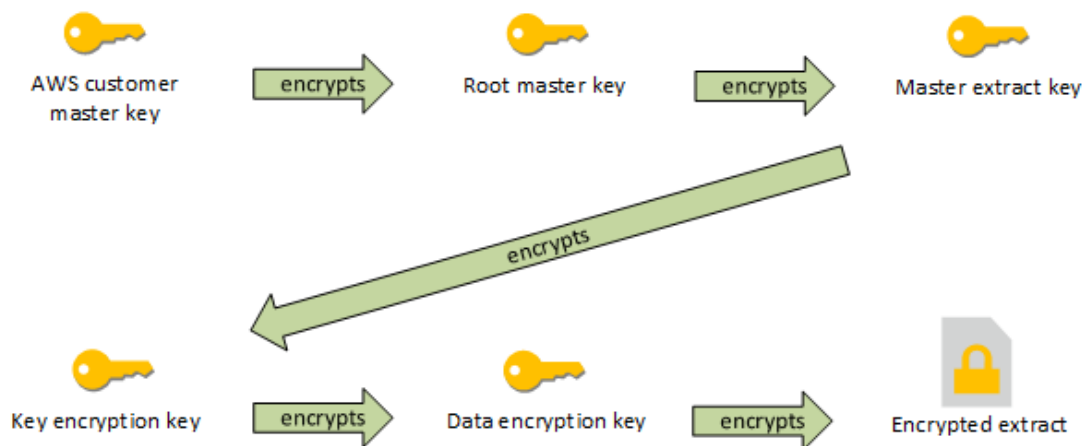 AWS customer
master key
encrypts
Root master key
encrypts
Master extract key
encrypts
Key encryption key
encrypts
Data encryption key
encrypts
Encrypted extract